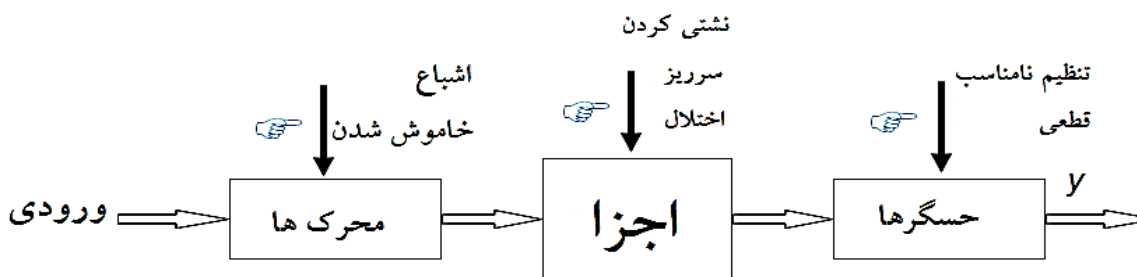 نشتی کردن
سرریز
اختلال
اشباع
خاموش شدن
تنظیم نامناسب
قطعی
ورودی
محرک ها
اجزا
حسگرها
y